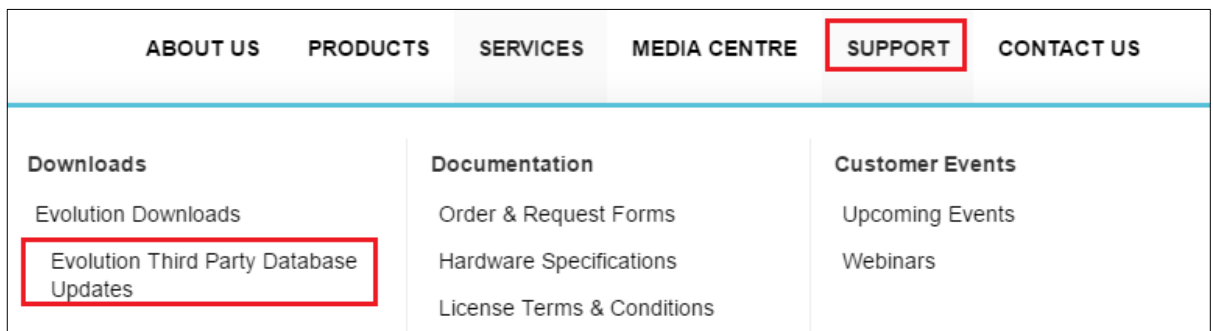 ABOUT US PRODUCTS SERVICES MEDIA CENTRE SUPPORT CONTACT US
Downloads
Evolution Downloads
Evolution Third Party Database
Updates
Documentation
Order & Request Forms
Hardware Specifications
License Terms & Conditions
Customer Events
Upcoming Events
Webinars